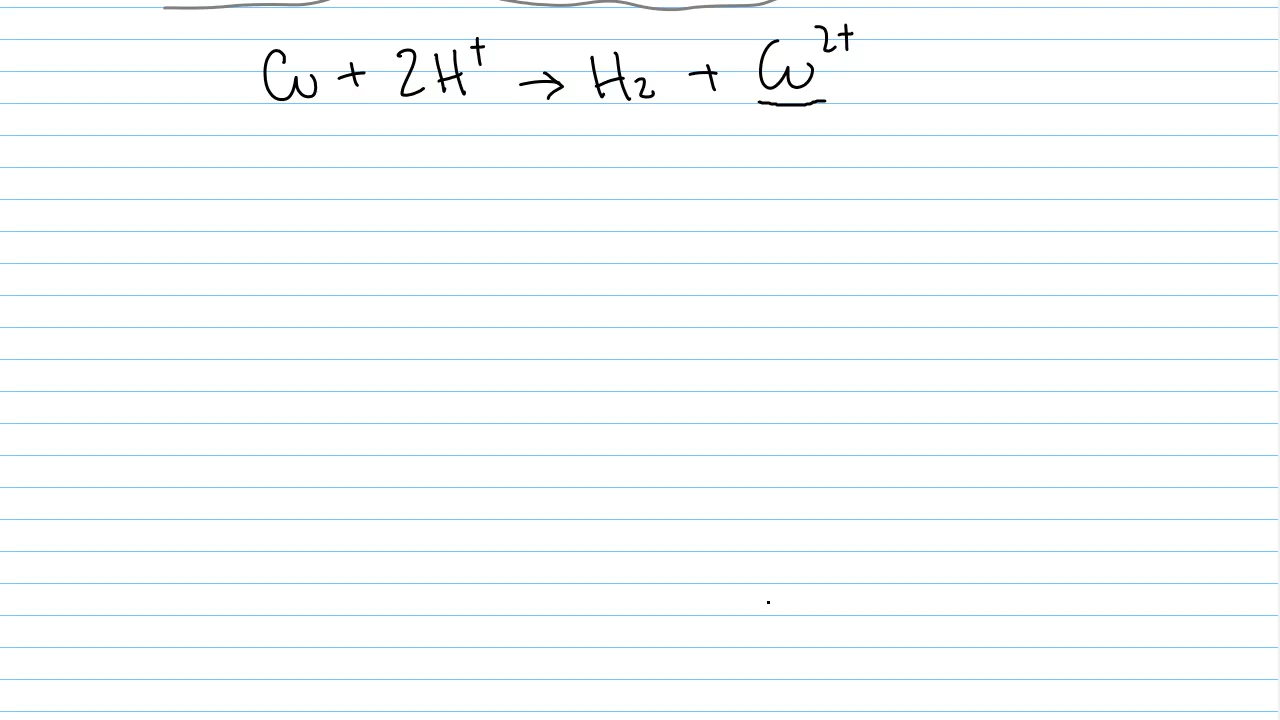 Cu + 2H⁺ → H₂ + Cu²⁺